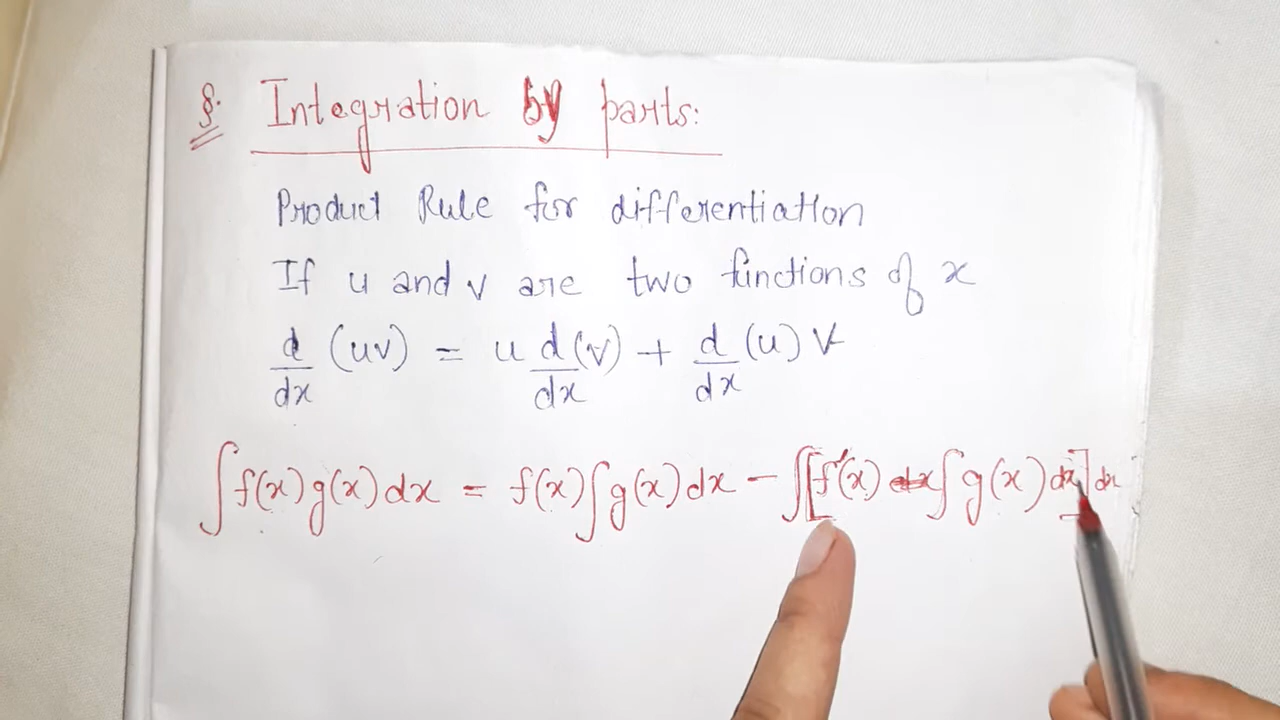 §. Integration by parts:
Product Rule for differentiation
If u and v are two functions of x
d/dx (uv) = u d/dx (v) + d/dx (u) v
∫f(x)g(x)dx = f(x)∫g(x)dx - ∫[f'(x)∫g(x)dx]dx